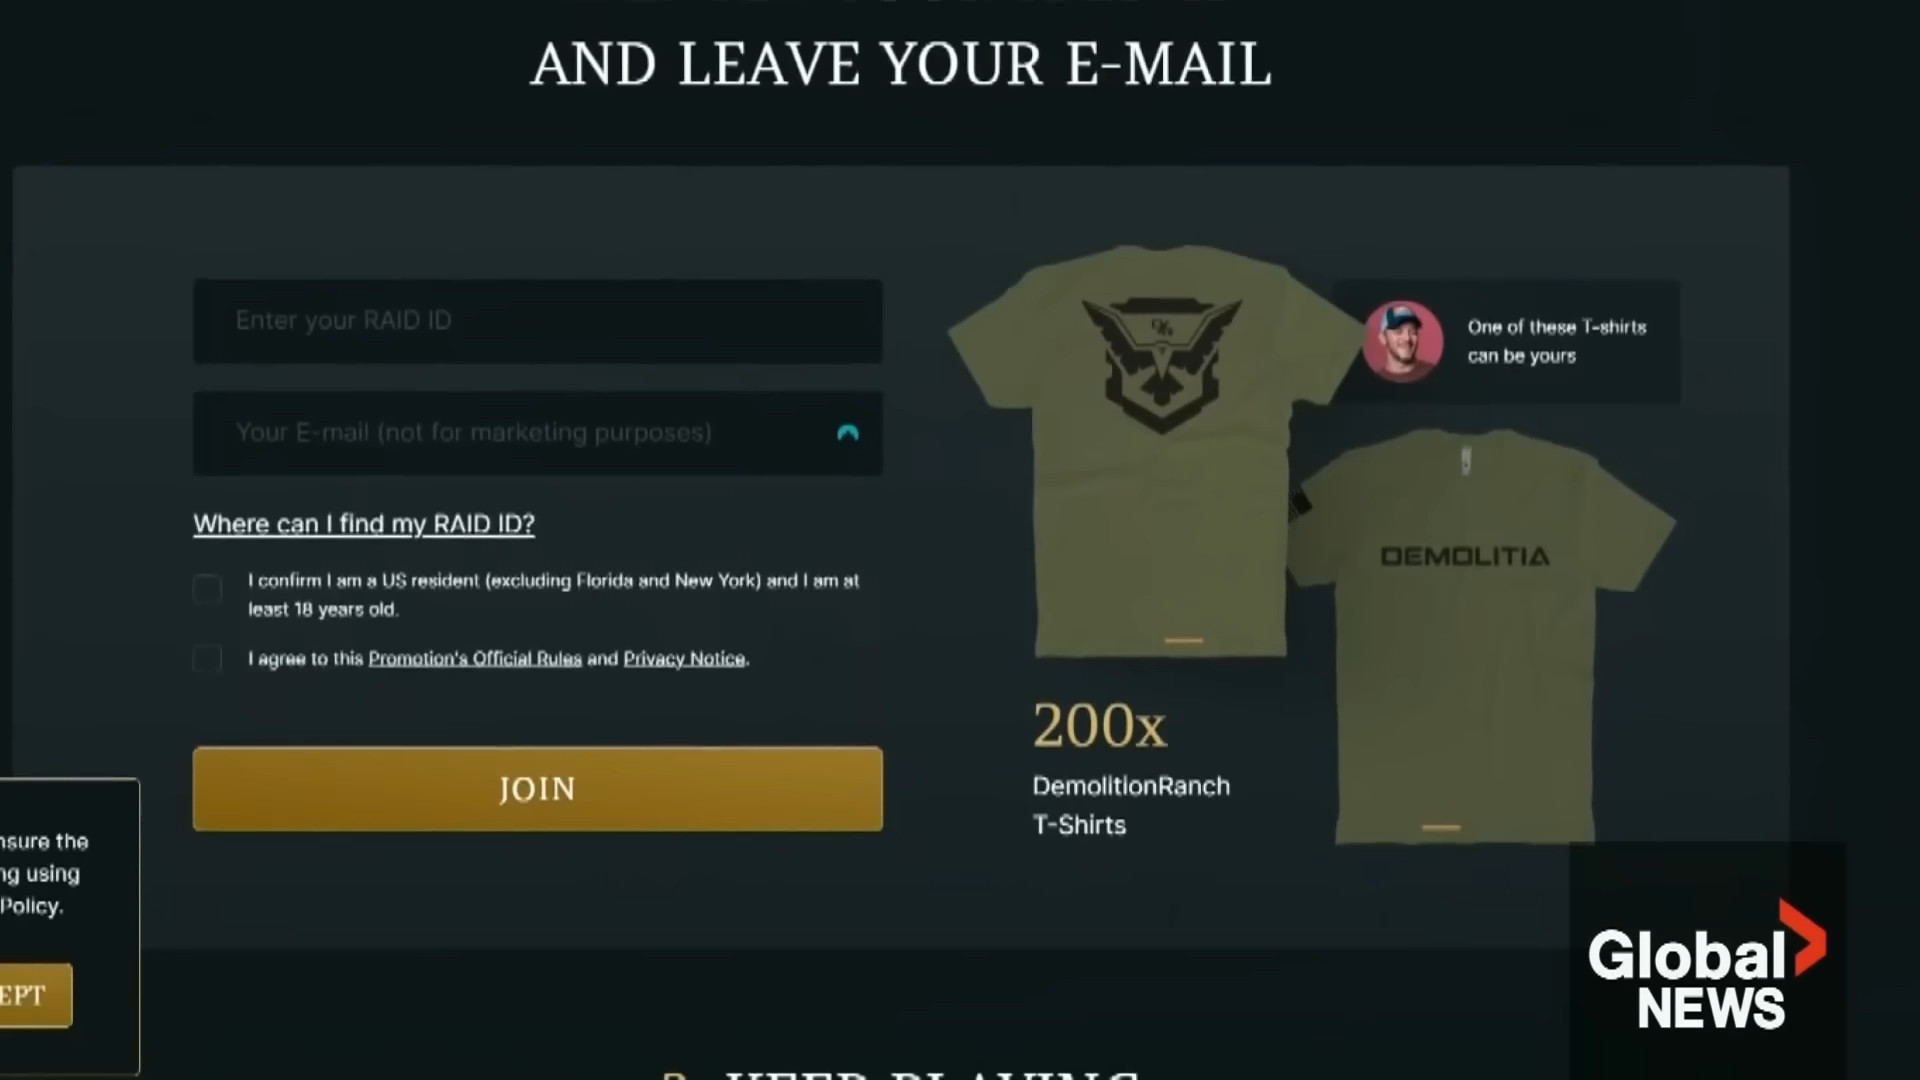 AND LEAVE YOUR E-MAIL
Enter your RAID ID
Your E-mail (not for marketing purposes)
Where can I find my RAID ID?
I confirm I am a US resident (excluding Florida and New York) and I am at
least 18 years old.
I agree to this Promotion's Official Rules and Privacy Notice.
JOIN
One of these T-shirts
can be yours
DEMOLITIA
200x
DemolitionRanch
T-Shirts
nsure the
ng using
Policy.
EPT
Global
NEWS
KEEP PLAYING